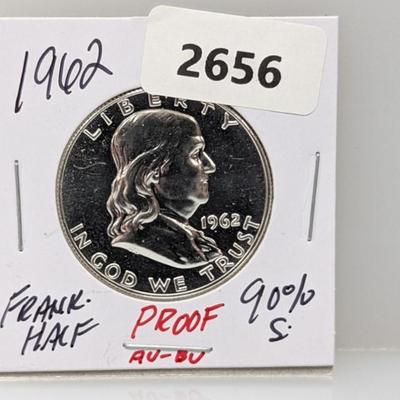 1962
2656
LIBERTY
1962
IN GOD WE TRUST
FRANK.
HALF
PROOF
AU-BU
90%
S.